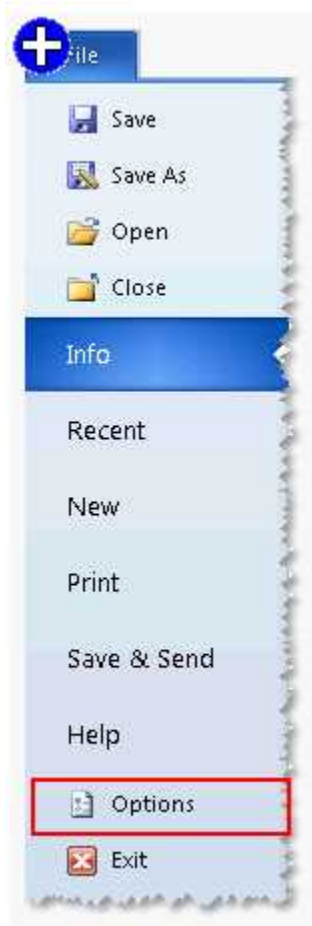 File
Save
Save As
Open
Close
Info
Recent
New
Print
Save & Send
Help
Options
Exit